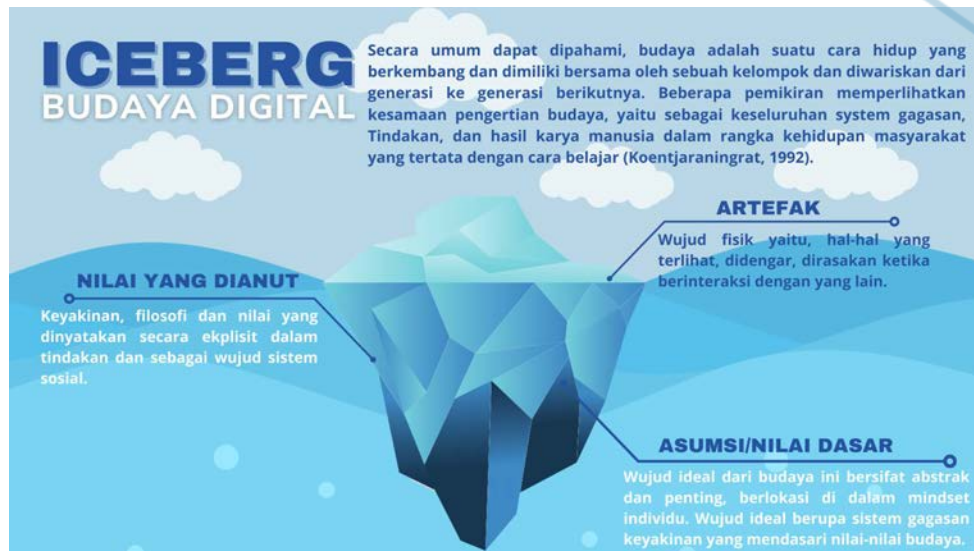 ICEBERG
BUDAYA DIGITAL
Secara umum dapat dipahami, budaya adalah suatu cara hidup yang
berkembang dan dimiliki bersama oleh sebuah kelompok dan diwariskan dari
generasi ke generasi berikutnya. Beberapa pemikiran memperlihatkan
kesamaan pengertian budaya, yaitu sebagai keseluruhan system gagasan,
Tindakan, dan hasil karya manusia dalam rangka kehidupan masyarakat
yang tertata dengan cara belajar (Koentjaraningrat, 1992).
ARTEFAK
Wujud fisik yaitu, hal-hal yang
terlihat, didengar, dirasakan ketika
berinteraksi dengan yang lain.
NILAI YANG DIANUT
Keyakinan, filosofi dan nilai yang
dinyatakan secara ekplisit dalam
tindakan dan sebagai wujud sistem
sosial.
ASUMSI/NILAI DASAR
Wujud ideal dari budaya ini bersifat abstrak
dan penting, berlokasi di dalam mindset
individu. Wujud ideal berupa sistem gagasan
keyakinan yang mendasari nilai-nilai budaya.